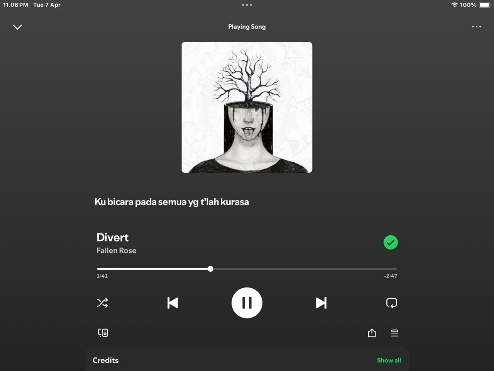 11.08 PM Tue 7 Apr
100%
Playing Song
Ku bicara pada semua yg t'lah kurasa
Divert
Fallen Rose
1:41
-2:47
Credits
Show all